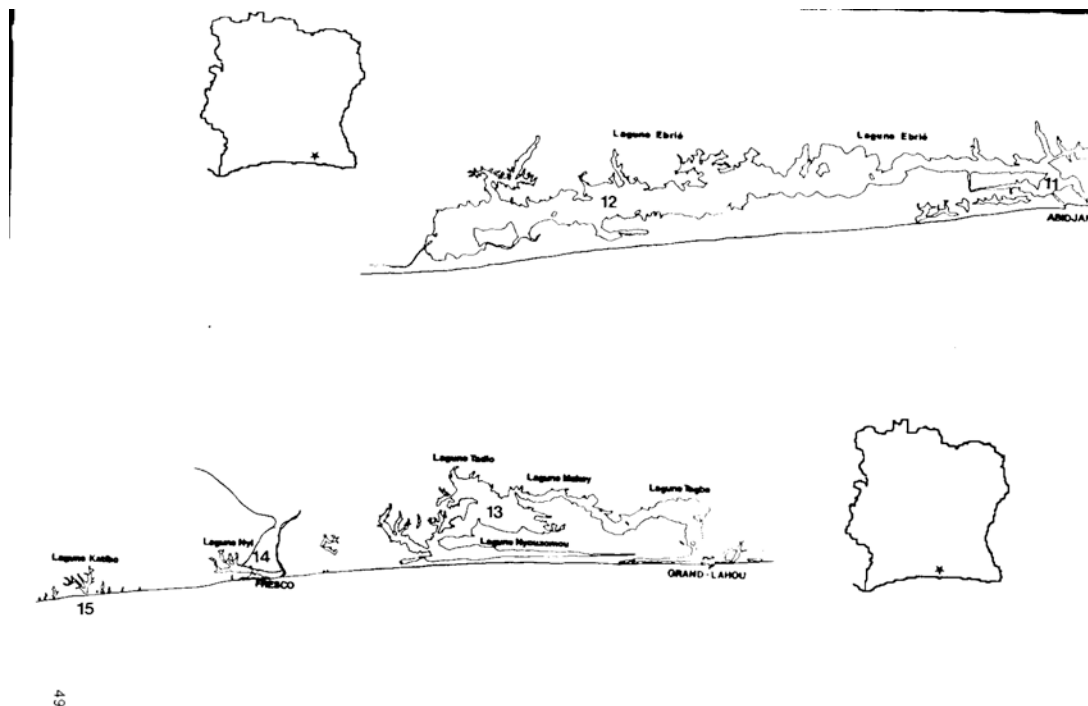 Lagune Ebrié
Lagune Ebrié
12
11
ABIDJAN
Lagune Tadio
Lagune Makey
Lagune Tagba
13
Lagune Nyouzomou
Lagune Nyi
14
FRESCO
GRAND-LAHOU
Lagune Katibo
15
49